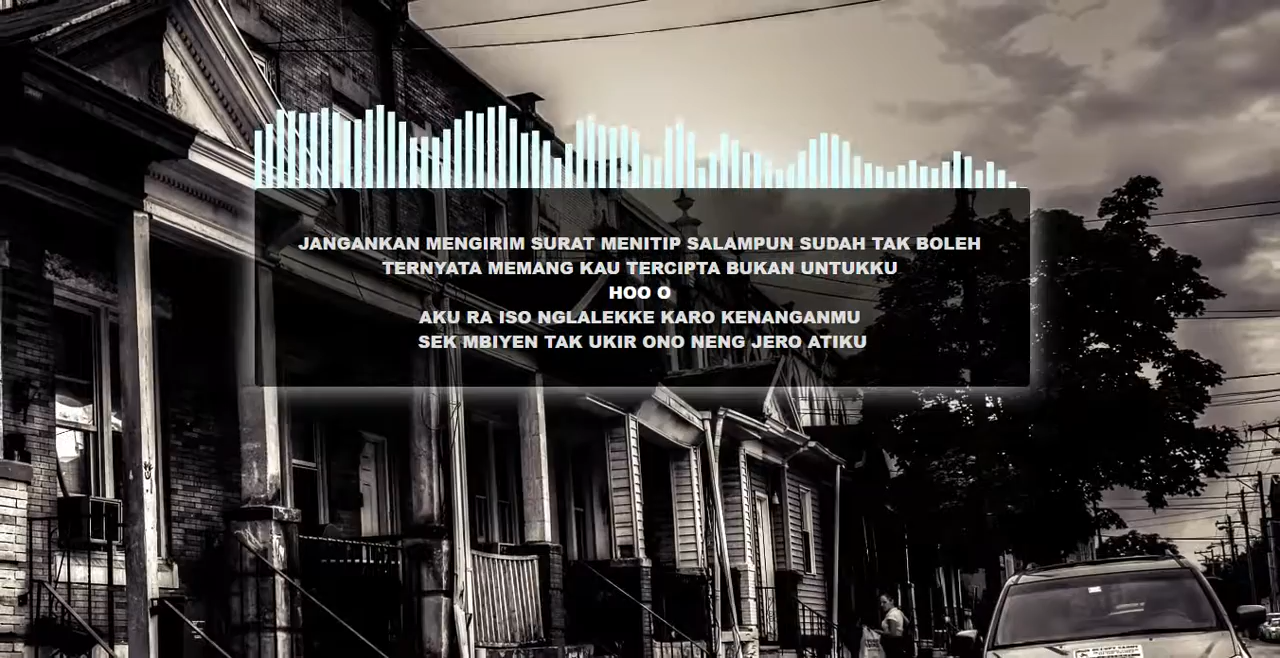 JANGANKAN MENGIRIM SURAT MENITIP SALAMPUN SUDAH TAK BOLEH
TERNYATA MEMANG KAU TERCIPTA BUKAN UNTUKKU
HOO O
AKU RA ISO NGLALEKKE KARO KENANGANMU
SEK MBIYEN TAK UKIR ONO NENG JERO ATIKU